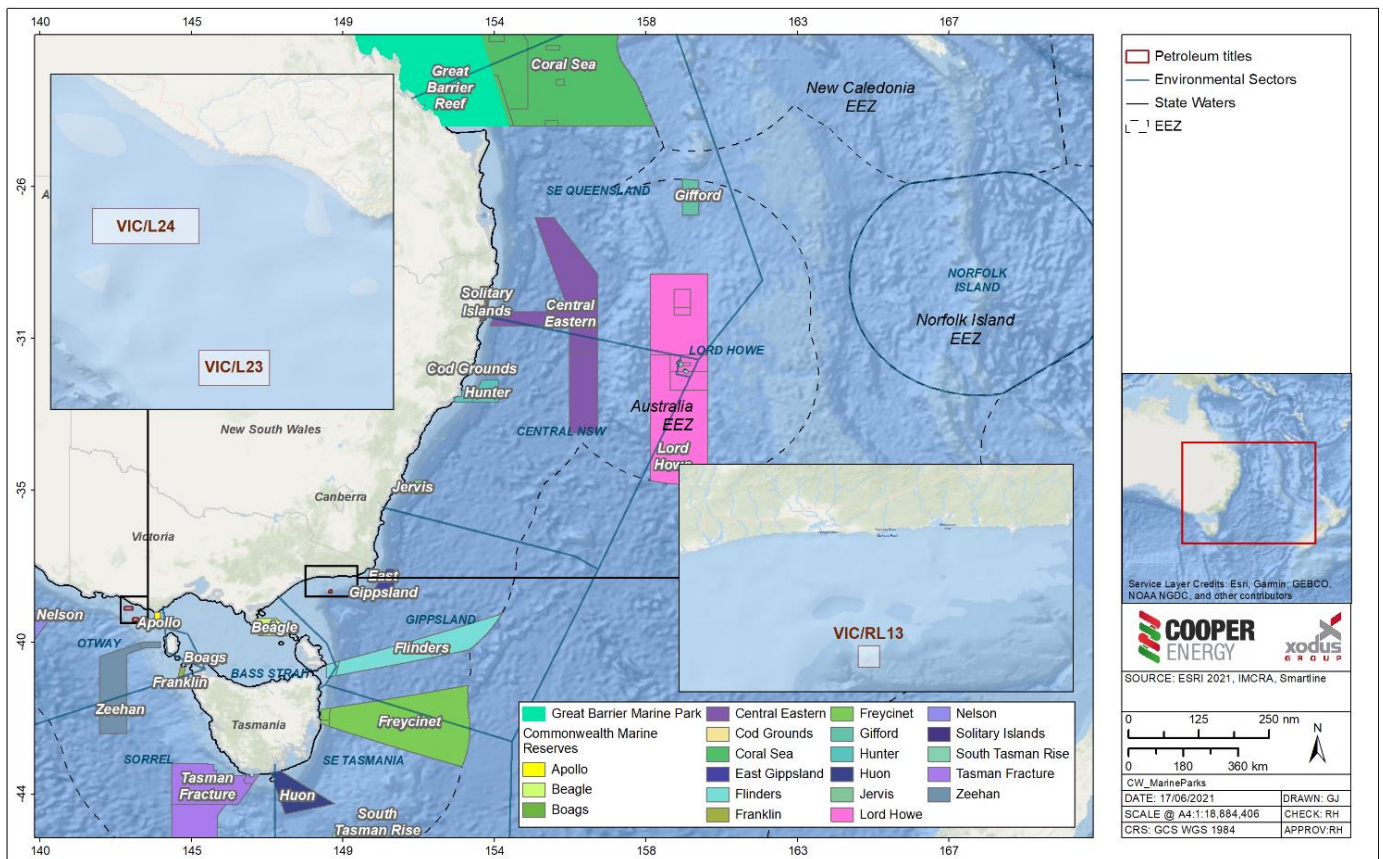 140 145 149 154 158 163 167
-26
-31
-35
-40
-44
Great
Barrier
Reef
Coral Sea
New Caledonia
EEZ
A
SE QUEENSLAND
Gifford
VIC/L24
NORFOLK
ISLAND
Solitary
Islands
Central
Eastern
Norfolk Island
EEZ
VIC/L23
LORD HOWE
Cod Grounds
Hunter
Australia
EEZ
New South Wales
CENTRAL NSW
Lord
Howe
Jervis
Canberra
Victoria
East
Gippsland
Nelson
Apollo
Beagle
GIPPSLAND
Flinders
VIC/RL13
OTWAY
Boags
BASS STRAIT
Franklin
Zeehan
Tasmania
Freycinet
SORREL
SE TASMANIA
Tasman
Fracture
Huon
South
Tasman Rise
Great Barrier Marine Park
Commonwealth Marine
Reserves
Apollo
Beagle
Boags
Central Eastern
Cod Grounds
Coral Sea
East Gippsland
Flinders
Franklin
Freycinet
Gifford
Hunter
Huon
Jervis
Lord Howe
Nelson
Solitary Islands
South Tasman Rise
Tasman Fracture
Zeehan
140 145 149 154 158 163 167
Petroleum titles
Environmental Sectors
State Waters
EEZ
Service Layer Credits: Esri, Garmin, GEBCO,
NOAA NGDC, and other contributors
COOPER
ENERGY
xodus
GROUP
SOURCE: ESRI 2021, IMCRA, Smartline
0 125 250 nm
N
0 180 360 km
CW_MarineParks
DATE: 17/06/2021 DRAWN: GJ
SCALE @ A4:1:18,884,406 CHECK: RH
CRS: GCS WGS 1984 APPROV:RH